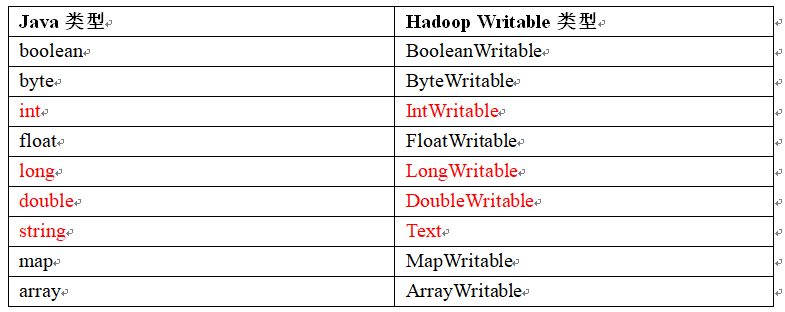 Java 类型 Hadoop Writable 类型
boolean BooleanWritable
byte ByteWritable
int IntWritable
float FloatWritable
long LongWritable
double DoubleWritable
string Text
map MapWritable
array ArrayWritable